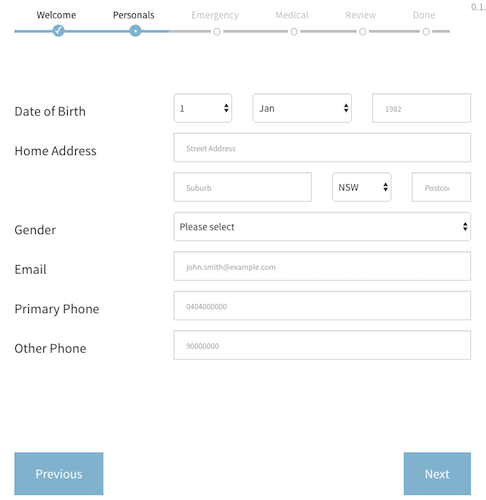 0.1.
Welcome Personals Emergency Medical Review Done
Date of Birth 1 Jan 1982
Home Address Street Address
Suburb NSW Postco
Gender Please select
Email john.smith@example.com
Primary Phone 0404000000
Other Phone 90000000
Previous Next